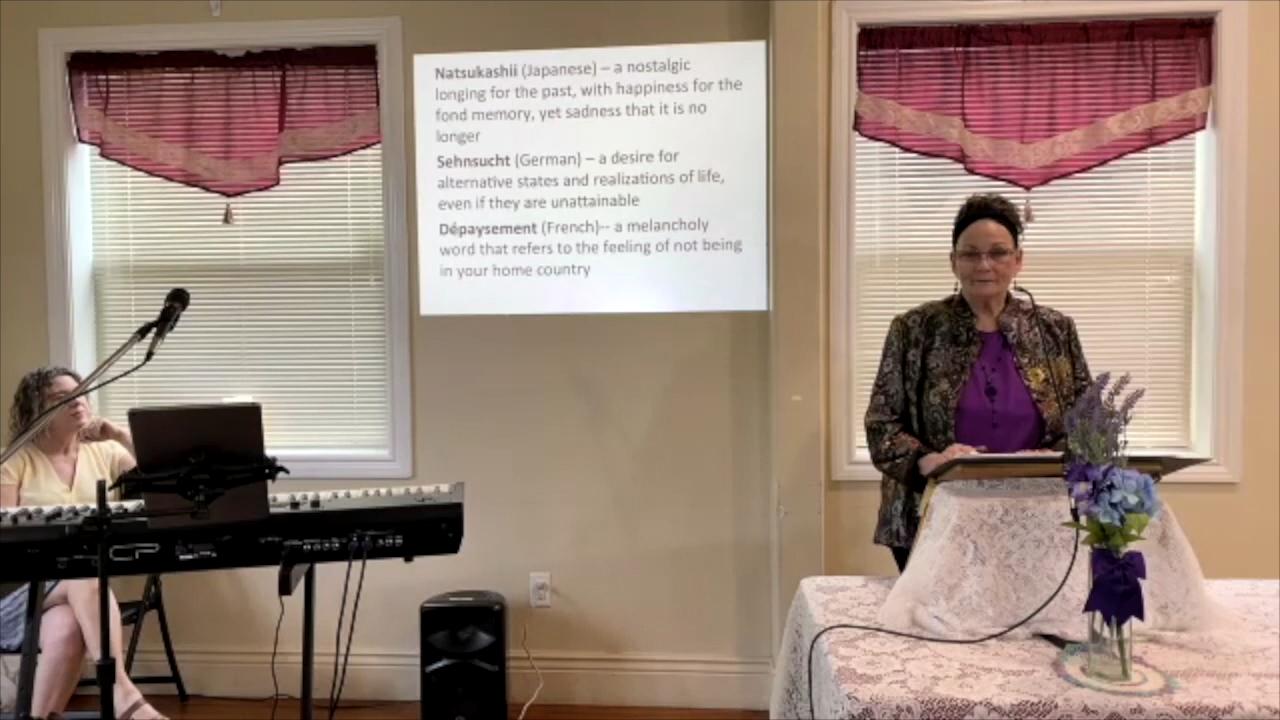 Natsukashii (Japanese) – a nostalgic
longing for the past, with happiness for the
fond memory, yet sadness that it is no
longer
Sehnsucht (German) – a desire for
alternative states and realizations of life,
even if they are unattainable
Dépaysement (French)-- a melancholy
word that refers to the feeling of not being
in your home country
CP